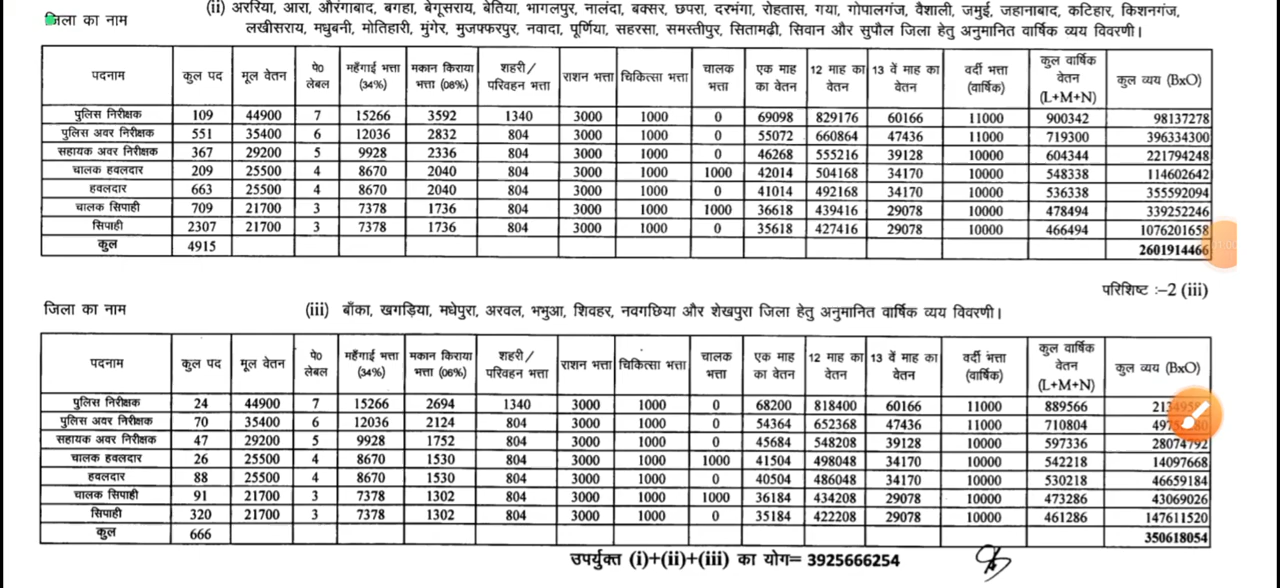 जिला का नाम (ii) अररिया, आरा, औरंगाबाद, बगहा, बेगूसराय, बेतिया, भागलपुर, नालंदा, बक्सर, छपरा, दरभंगा, रोहतास, गया, गोपालगंज, वैशाली, जमुई, जहानाबाद, कटिहार, किशनगंज,
लखीसराय, मधुबनी, मोतिहारी, मुंगेर, मुजफ्फरपुर, नवादा, पूर्णिया, सहरसा, समस्तीपुर, सितामढ़ी, सिवान और सुपौल जिला हेतु अनुमानित वार्षिक व्यय विवरणी।
पदनाम कुल पद मूल वेतन पे0 लेबल महँगाई भत्ता (34%) मकान किराया भत्ता (08%) शहरी/ परिवहन भत्ता राशन भत्ता चिकित्सा भत्ता चालक भत्ता एक माह का वेतन 12 माह का वेतन 13 वें माह का वेतन वर्दी भत्ता (वार्षिक) कुल वार्षिक वेतन (L+M+N) कुल व्यय (BxO)
पुलिस निरीक्षक 109 44900 7 15266 3592 1340 3000 1000 0 69098 829176 60166 11000 900342 98137278
पुलिस अवर निरीक्षक 551 35400 6 12036 2832 804 3000 1000 0 55072 660864 47436 11000 719300 396334300
सहायक अवर निरीक्षक 367 29200 5 9928 2336 804 3000 1000 0 46268 555216 39128 10000 604344 221794248
चालक हवलदार 209 25500 4 8670 2040 804 3000 1000 1000 42014 504168 34170 10000 548338 114602642
हवलदार 663 25500 4 8670 2040 804 3000 1000 0 41014 492168 34170 10000 536338 355592094
चालक सिपाही 709 21700 3 7378 1736 804 3000 1000 1000 36618 439416 29078 10000 478494 339252246
सिपाही 2307 21700 3 7378 1736 804 3000 1000 0 35618 427416 29078 10000 466494 1076201658
कुल 4915 2601914466
परिशिष्ट :–2 (iii)
जिला का नाम (iii) बाँका, खगड़िया, मधेपुरा, अरवल, भभुआ, शिवहर, नवगछिया और शेखपुरा जिला हेतु अनुमानित वार्षिक व्यय विवरणी।
पदनाम कुल पद मूल वेतन पे0 लेबल महँगाई भत्ता (34%) मकान किराया भत्ता (06%) शहरी/ परिवहन भत्ता राशन भत्ता चिकित्सा भत्ता चालक भत्ता एक माह का वेतन 12 माह का वेतन 13 वें माह का वेतन वर्दी भत्ता (वार्षिक) कुल वार्षिक वेतन (L+M+N) कुल व्यय (BxO)
पुलिस निरीक्षक 24 44900 7 15266 2694 1340 3000 1000 0 68200 818400 60166 11000 889566
पुलिस अवर निरीक्षक 70 35400 6 12036 2124 804 3000 1000 0 54364 652368 47436 11000 710804
सहायक अवर निरीक्षक 47 29200 5 9928 1752 804 3000 1000 0 45684 548208 39128 10000 597336 28074792
चालक हवलदार 26 25500 4 8670 1530 804 3000 1000 1000 41504 498048 34170 10000 542218 14097668
हवलदार 88 25500 4 8670 1530 804 3000 1000 0 40504 486048 34170 10000 530218 46659184
चालक सिपाही 91 21700 3 7378 1302 804 3000 1000 1000 36184 434208 29078 10000 473286 43069026
सिपाही 320 21700 3 7378 1302 804 3000 1000 0 35184 422208 29078 10000 461286 147611520
कुल 666 350618054
उपर्युक्त (i)+(ii)+(iii) का योग= 3925666254